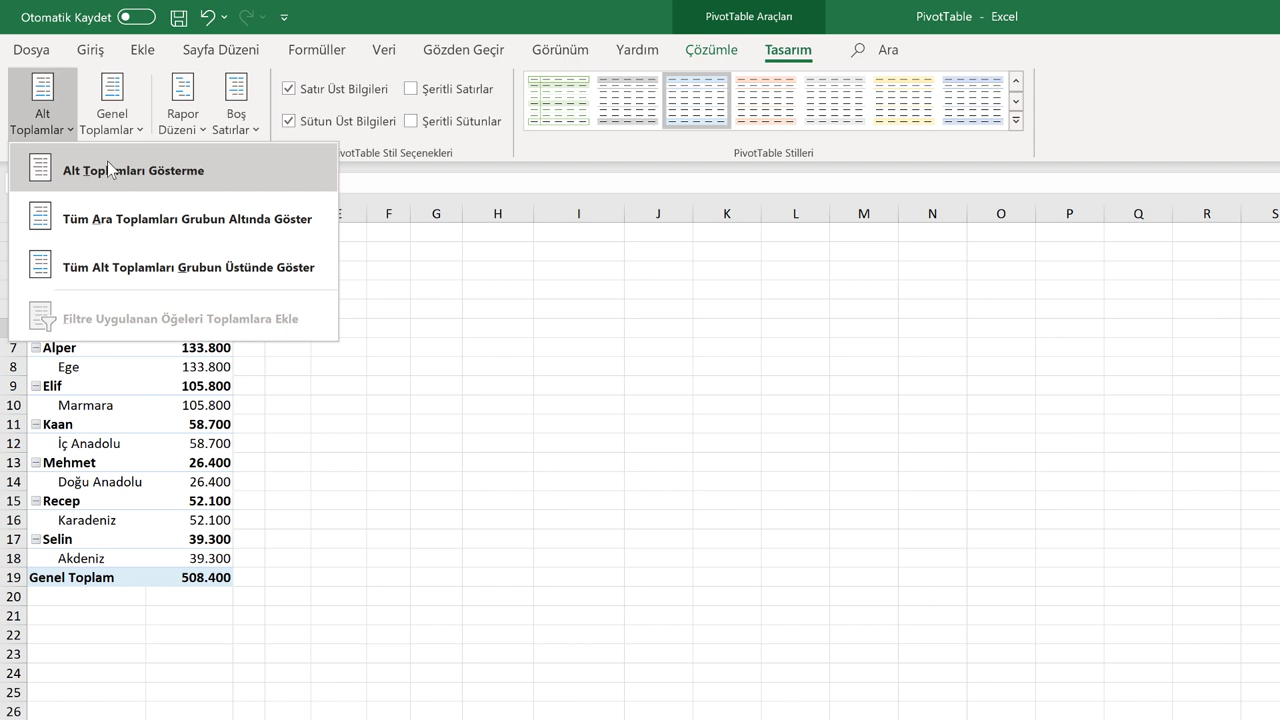 Otomatik Kaydet
PivotTable Araçları
PivotTable - Excel
Dosya Giriş Ekle Sayfa Düzeni Formüller Veri Gözden Geçir Görünüm Yardım Çözümle Tasarım Ara
Alt Toplamlar
Genel Toplamlar
Rapor Düzeni
Boş Satırlar
Satır Üst Bilgileri
Şeritli Satırlar
Sütun Üst Bilgileri
Şeritli Sütunlar
Stil Seçenekleri
PivotTable Stilleri
Alt Toplamları Gösterme
Tüm Ara Toplamları Grubun Altında Göster
Tüm Alt Toplamları Grubun Üstünde Göster
Filtre Uygulanan Öğeleri Toplamlara Ekle
F G H I J K L M N O P Q R S
7 Alper 133.800
8 Ege 133.800
9 Elif 105.800
10 Marmara 105.800
11 Kaan 58.700
12 İç Anadolu 58.700
13 Mehmet 26.400
14 Doğu Anadolu 26.400
15 Recep 52.100
16 Karadeniz 52.100
17 Selin 39.300
18 Akdeniz 39.300
19 Genel Toplam 508.400
20
21
22
23
24
25
26